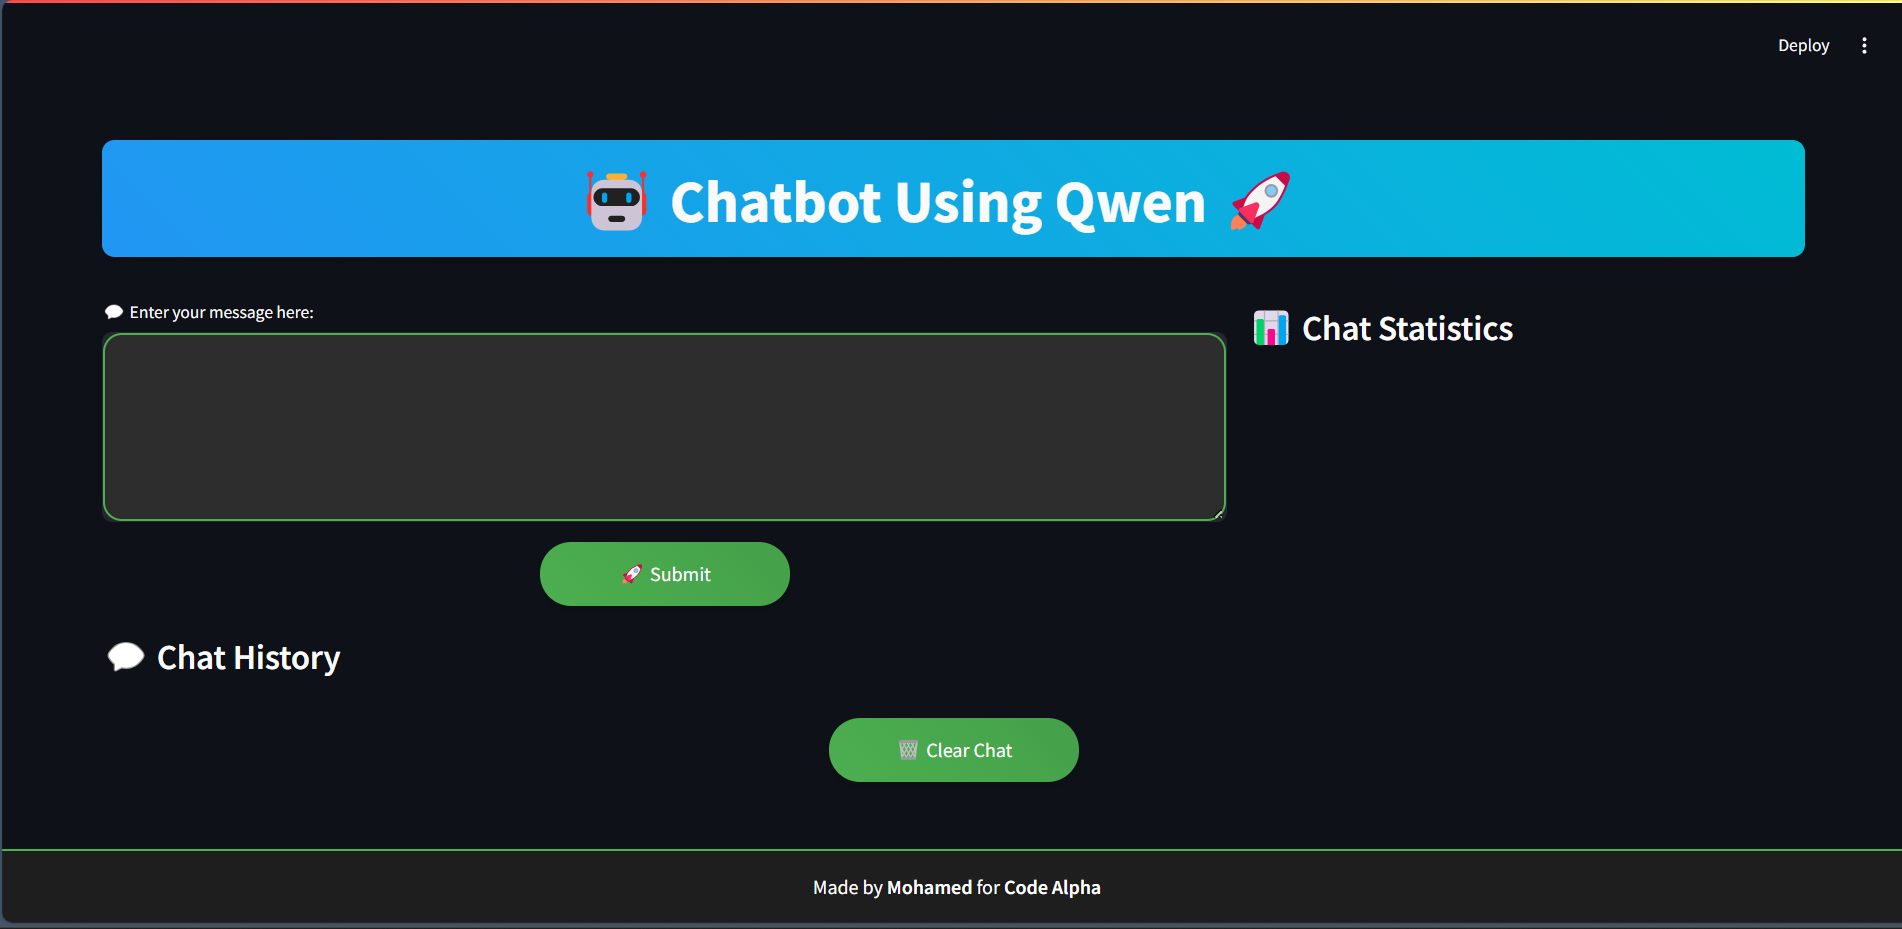 Deploy
🤖 Chatbot Using Qwen 🚀
💬 Enter your message here:
📊 Chat Statistics
🚀 Submit
💬 Chat History
🗑️ Clear Chat
Made by Mohamed for Code Alpha